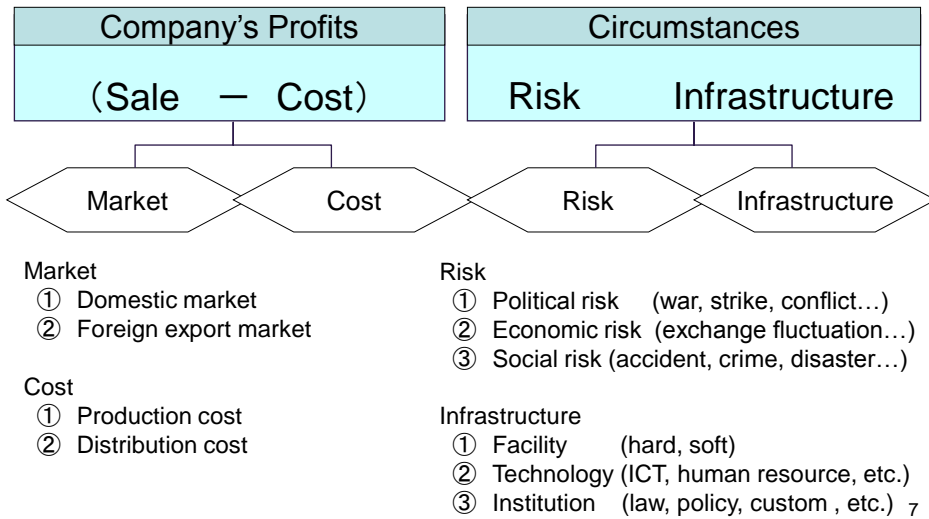 Company's Profits
(Sale － Cost)
Circumstances
Risk Infrastructure
Market
Cost
Risk
Infrastructure
Market
① Domestic market
② Foreign export market
Cost
① Production cost
② Distribution cost
Risk
① Political risk (war, strike, conflict…)
② Economic risk (exchange fluctuation…)
③ Social risk (accident, crime, disaster…)
Infrastructure
① Facility (hard, soft)
② Technology (ICT, human resource, etc.)
③ Institution (law, policy, custom , etc.)
7